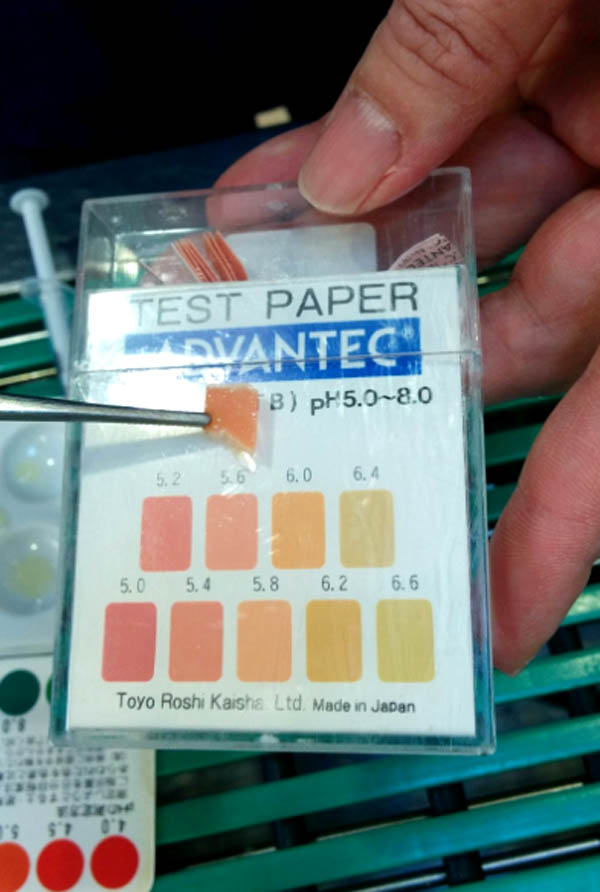 TEST PAPER
ADVANTEC®
B) pH5.0~8.0
5.2 5.6 6.0 6.4
5.0 5.4 5.8 6.2 6.6
Toyo Roshi Kaisha. Ltd. Made in Japan
8.0
4.0
4.5
5.0